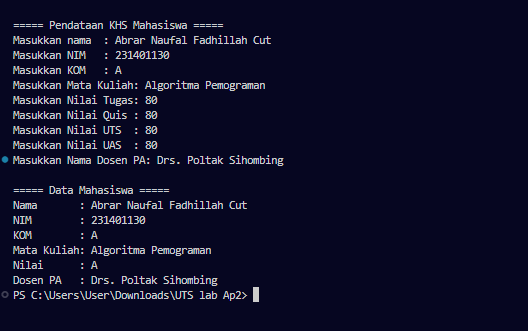 ===== Pendataan KHS Mahasiswa =====
Masukkan nama  : Abrar Naufal Fadhillah Cut
Masukkan NIM   : 231401130
Masukkan KOM   : A
Masukkan Mata Kuliah: Algoritma Pemograman
Masukkan Nilai Tugas: 80
Masukkan Nilai Quis : 80
Masukkan Nilai UTS  : 80
Masukkan Nilai UAS  : 80
Masukkan Nama Dosen PA: Drs. Poltak Sihombing
===== Data Mahasiswa =====
Nama       : Abrar Naufal Fadhillah Cut
NIM        : 231401130
KOM        : A
Mata Kuliah: Algoritma Pemograman
Nilai      : A
Dosen PA   : Drs. Poltak Sihombing
PS C:\Users\User\Downloads\UTS lab Ap2>